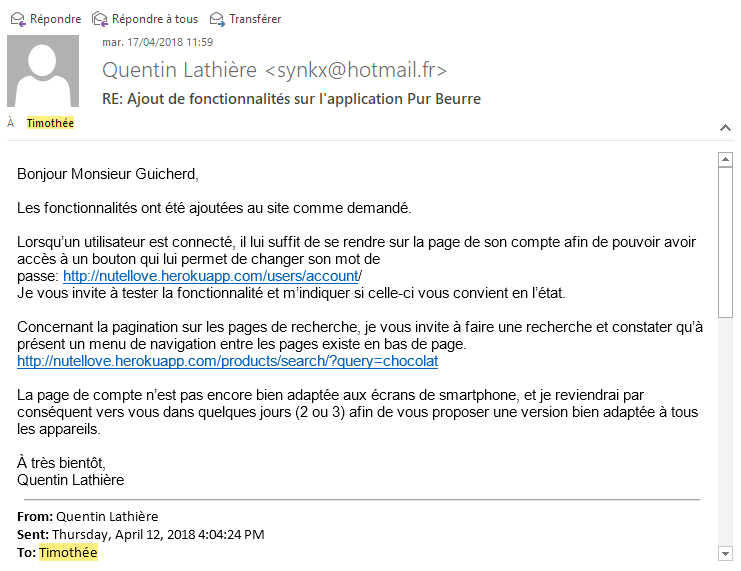 Répondre Répondre à tous Transférer
mar. 17/04/2018 11:59
Quentin Lathière <synkx@hotmail.fr>
RE: Ajout de fonctionnalités sur l'application Pur Beurre
À Timothée
Bonjour Monsieur Guicherd,
Les fonctionnalités ont été ajoutées au site comme demandé.
Lorsqu’un utilisateur est connecté, il lui suffit de se rendre sur la page de son compte afin de pouvoir avoir
accès à un bouton qui lui permet de changer son mot de
passe: http://nutellove.herokuapp.com/users/account/
Je vous invite à tester la fonctionnalité et m’indiquer si celle-ci vous convient en l’état.
Concernant la pagination sur les pages de recherche, je vous invite à faire une recherche et constater qu’à
présent un menu de navigation entre les pages existe en bas de page.
http://nutellove.herokuapp.com/products/search/?query=chocolat
La page de compte n’est pas encore bien adaptée aux écrans de smartphone, et je reviendrai par
conséquent vers vous dans quelques jours (2 ou 3) afin de vous proposer une version bien adaptée à tous
les appareils.
À très bientôt,
Quentin Lathière
From: Quentin Lathière
Sent: Thursday, April 12, 2018 4:04:24 PM
To: Timothée